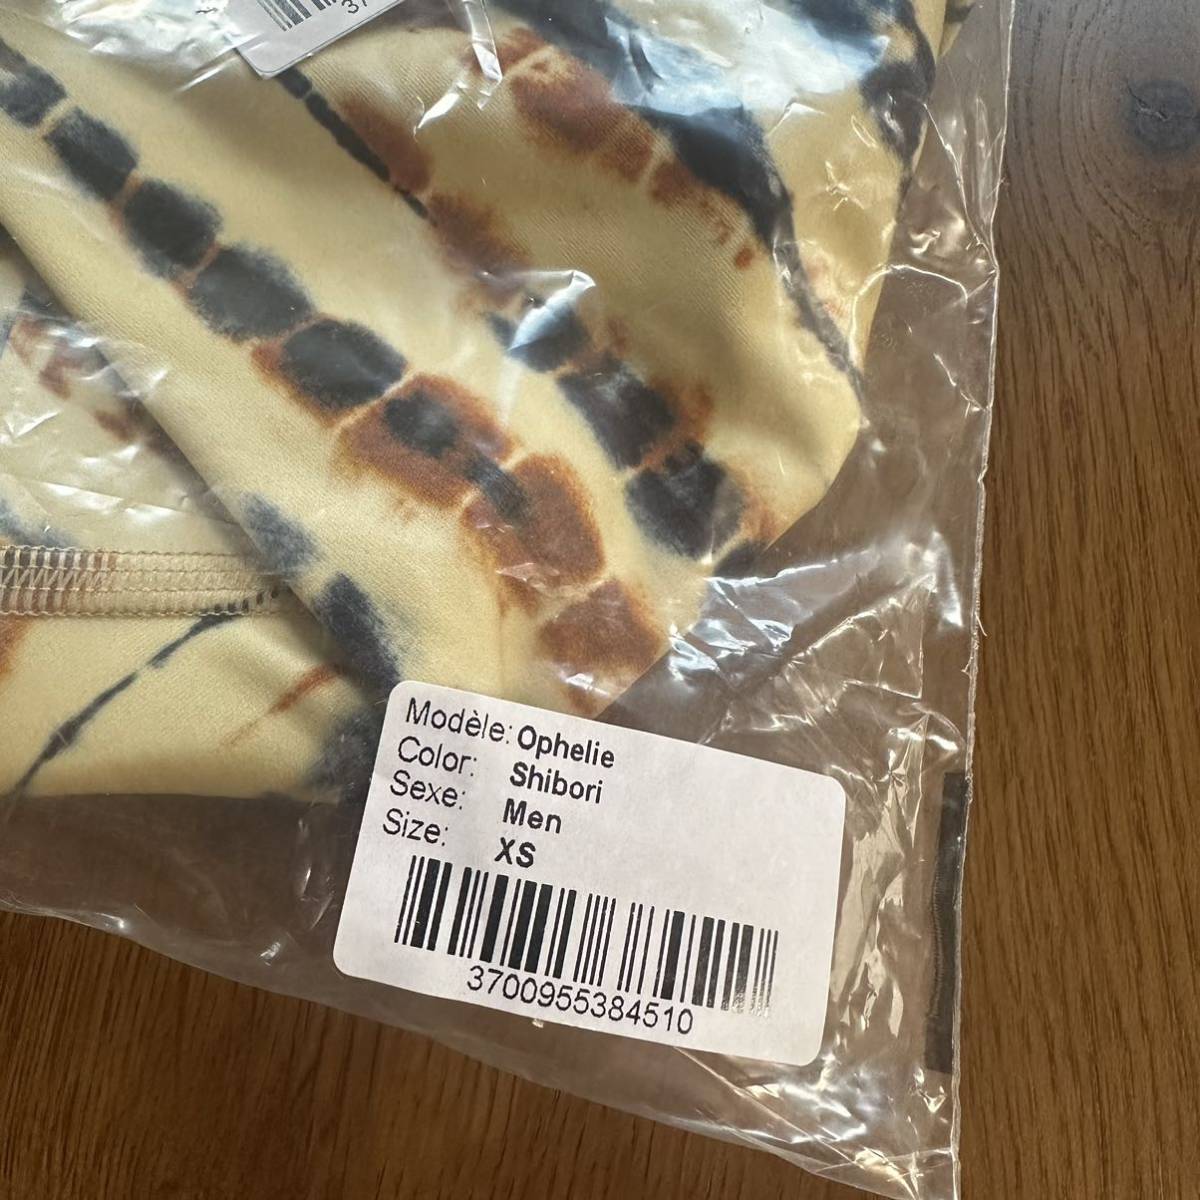 Modèle: Ophelie
Color: Shibori
Sexe: Men
Size: XS
3700955384510